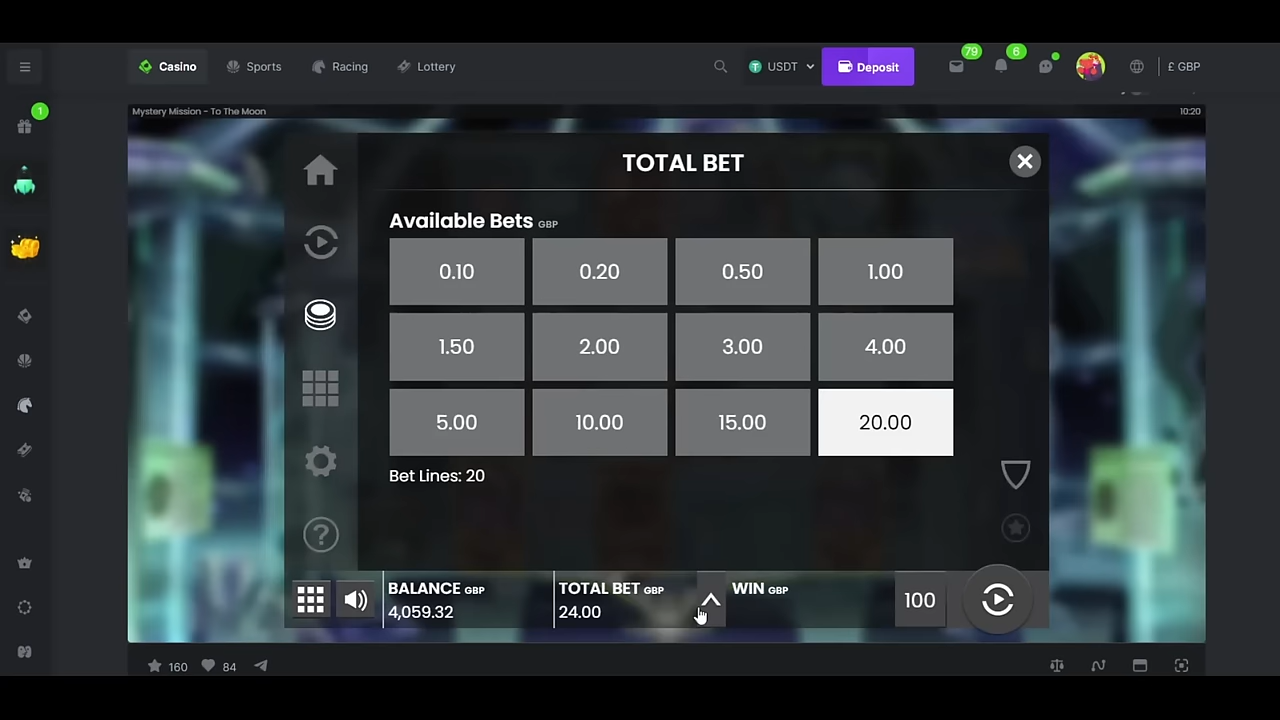 Casino
Sports
Racing
Lottery
USDT
Deposit
79
6
£ GBP
1
Mystery Mission - To The Moon
10:20
TOTAL BET
Available Bets GBP
0.10 0.20 0.50 1.00
1.50 2.00 3.00 4.00
5.00 10.00 15.00 20.00
Bet Lines: 20
BALANCE GBP
4,059.32
TOTAL BET GBP
24.00
WIN GBP
100
160
84